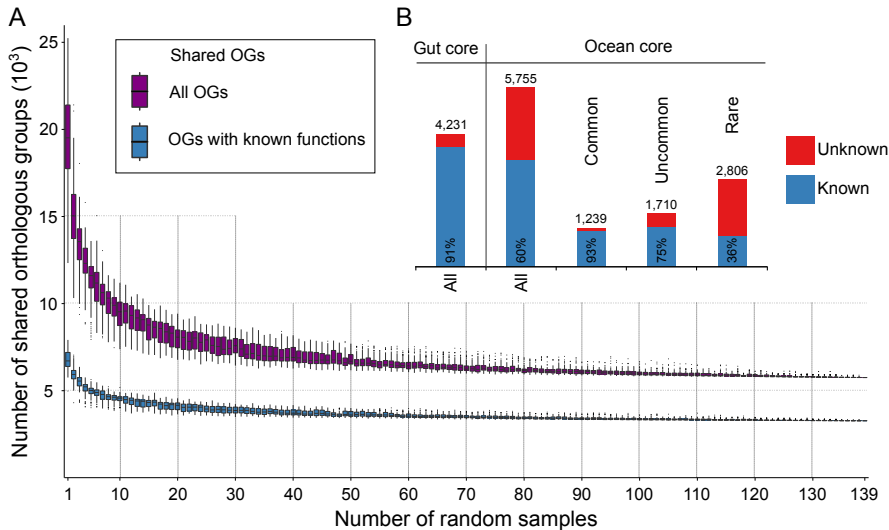 A
Number of shared orthologous groups (10³)
25
20
15
10
5
Shared OGs
All OGs
OGs with known functions
1
10
20
30
40
50
60
70
80
90
100
110
120
130
139
Number of random samples
B
Gut core
Ocean core
4,231
5,755
1,239
1,710
2,806
Common
Uncommon
Rare
91%
60%
93%
75%
36%
All
All
Unknown
Known